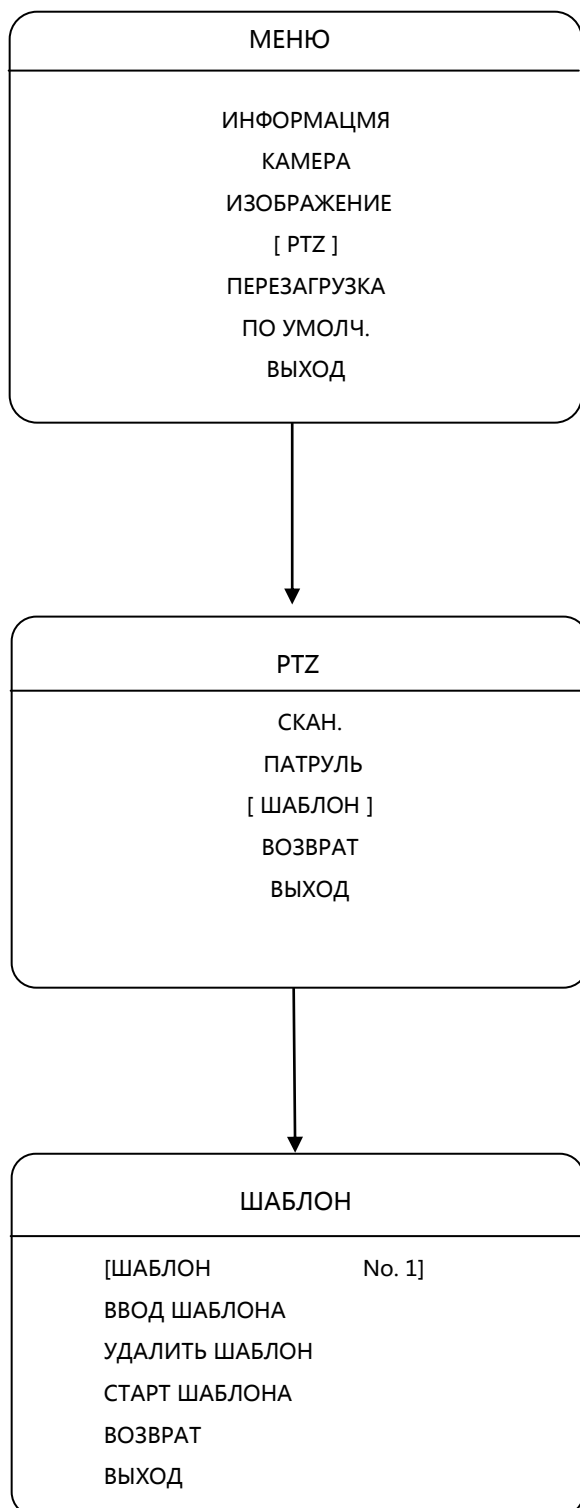 МЕНЮ
ИНФОРМАЦМЯ
КАМЕРА
ИЗОБРАЖЕНИЕ
[ PTZ ]
ПЕРЕЗАГРУЗКА
ПО УМОЛЧ.
ВЫХОД
PTZ
СКАН.
ПАТРУЛЬ
[ ШАБЛОН ]
ВОЗВРАТ
ВЫХОД
ШАБЛОН
[ШАБЛОН No. 1]
ВВОД ШАБЛОНА
УДАЛИТЬ ШАБЛОН
СТАРТ ШАБЛОНА
ВОЗВРАТ
ВЫХОД